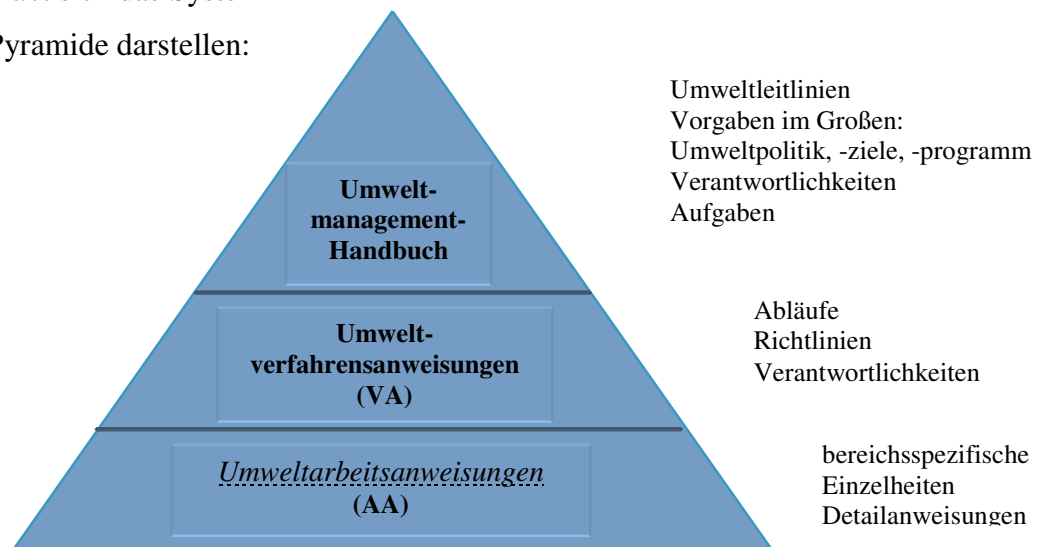 Pyramide darstellen:
Umweltleitlinien
Vorgaben im Großen:
Umweltpolitik, -ziele, -programm
Verantwortlichkeiten
Aufgaben
Umwelt-
management-
Handbuch
Abläufe
Richtlinien
Verantwortlichkeiten
Umwelt-
verfahrensanweisungen
(VA)
bereichsspezifische
Einzelheiten
Detailanweisungen
Umweltarbeitsanweisungen
(AA)